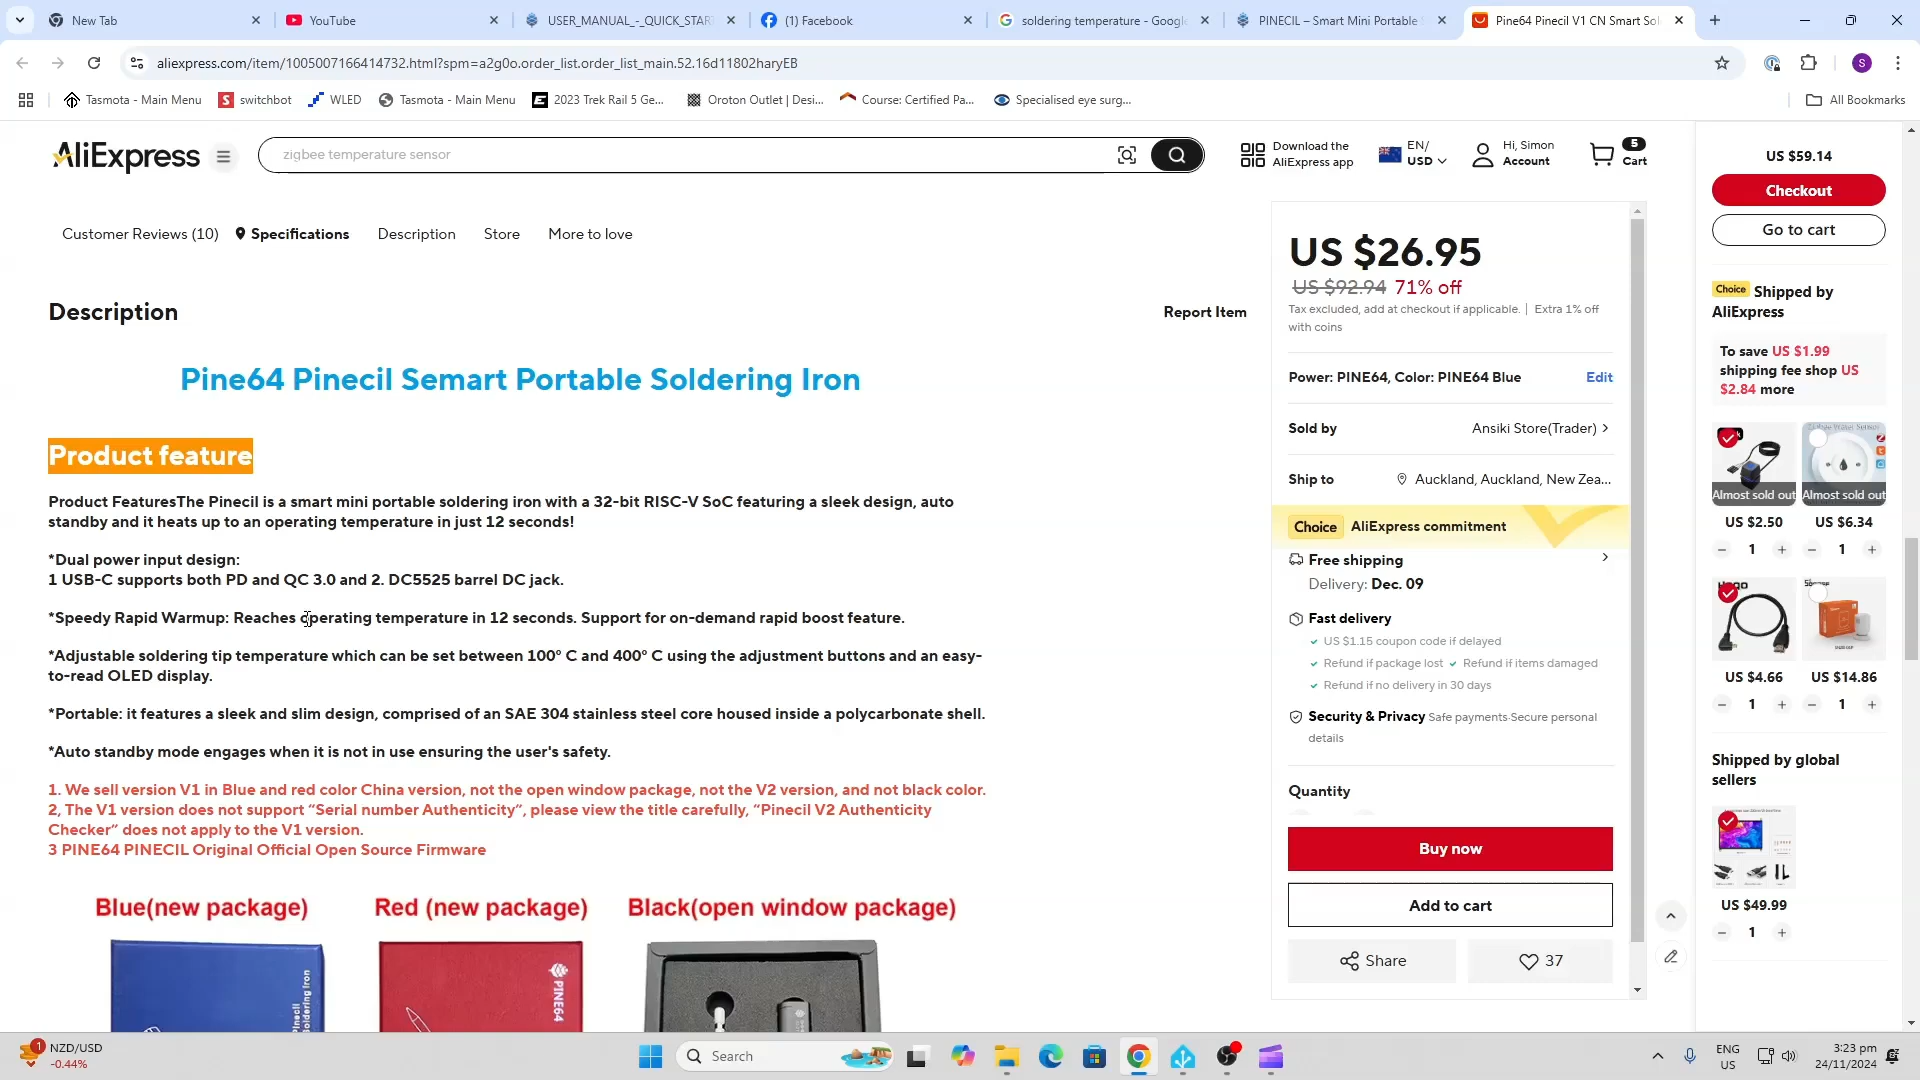 New Tab
YouTube
USER_MANUAL_-_QUICK_STAR
(1) Facebook
soldering temperature - Google
PINECIL – Smart Mini Portable
Pine64 Pinecil V1 CN Smart Sol
aliexpress.com/item/1005007166414732.html?spm=a2g0o.order_list.order_list_main.52.16d11802haryEB
S
Tasmota - Main Menu
switchbot
WLED
Tasmota - Main Menu
2023 Trek Rail 5 Ge...
Oroton Outlet | Desi...
Course: Certified Pa...
Specialised eye surg...
All Bookmarks
AliExpress
zigbee temperature sensor
Download the
AliExpress app
EN/
USD
Hi, Simon
Account
5
Cart
Customer Reviews (10)
Specifications
Description
Store
More to love
Description
Report Item
Pine64 Pinecil Semart Portable Soldering Iron
Product feature
Product FeaturesThe Pinecil is a smart mini portable soldering iron with a 32-bit RISC-V SoC featuring a sleek design, auto
standby and it heats up to an operating temperature in just 12 seconds!
*Dual power input design:
1 USB-C supports both PD and QC 3.0 and 2. DC5525 barrel DC jack.
*Speedy Rapid Warmup: Reaches operating temperature in 12 seconds. Support for on-demand rapid boost feature.
*Adjustable soldering tip temperature which can be set between 100° C and 400° C using the adjustment buttons and an easy-
to-read OLED display.
*Portable: it features a sleek and slim design, comprised of an SAE 304 stainless steel core housed inside a polycarbonate shell.
*Auto standby mode engages when it is not in use ensuring the user's safety.
1. We sell version V1 in Blue and red color China version, not the open window package, not the V2 version, and not black color.
2, The V1 version does not support “Serial number Authenticity”, please view the title carefully, “Pinecil V2 Authenticity
Checker” does not apply to the V1 version.
3 PINE64 PINECIL Original Official Open Source Firmware
Blue(new package)
Red (new package)
Black(open window package)
Pinecil
Soldering Iron
PINE64
US $26.95
US $92.94 71% off
Tax excluded, add at checkout if applicable. | Extra 1% off
with coins
Power: PINE64, Color: PINE64 Blue
Edit
Sold by
Ansiki Store(Trader)
Ship to
Auckland, Auckland, New Zea...
Choice AliExpress commitment
Free shipping
Delivery: Dec. 09
Fast delivery
US $1.15 coupon code if delayed
Refund if package lost
Refund if items damaged
Refund if no delivery in 30 days
Security & Privacy Safe payments·Secure personal
details
Quantity
Buy now
Add to cart
Share
37
US $59.14
Checkout
Go to cart
Choice Shipped by
AliExpress
To save US $1.99
shipping fee shop US
$2.84 more
Almost sold out
Almost sold out
US $2.50
US $6.34
− 1 +
− 1 +
US $4.66
US $14.86
− 1 +
− 1 +
Shipped by global
sellers
US $49.99
− 1 +
1
NZD/USD
-0.44%
Search
ENG
US
3:23 pm
24/11/2024